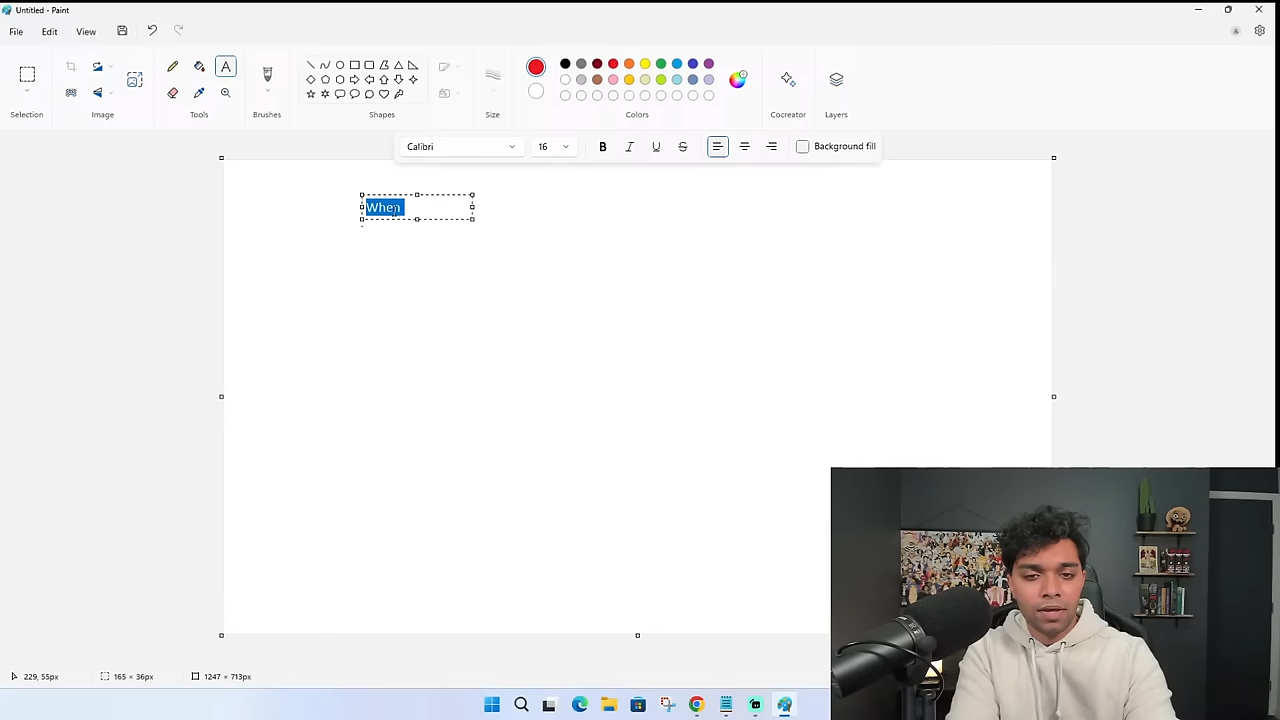 Untitled - Paint
File Edit View
Selection Image Tools Brushes Shapes Size Colors Cocreator Layers
Calibri 16 B I U S Background fill
When
229, 55px 165 × 36px 1247 × 713px